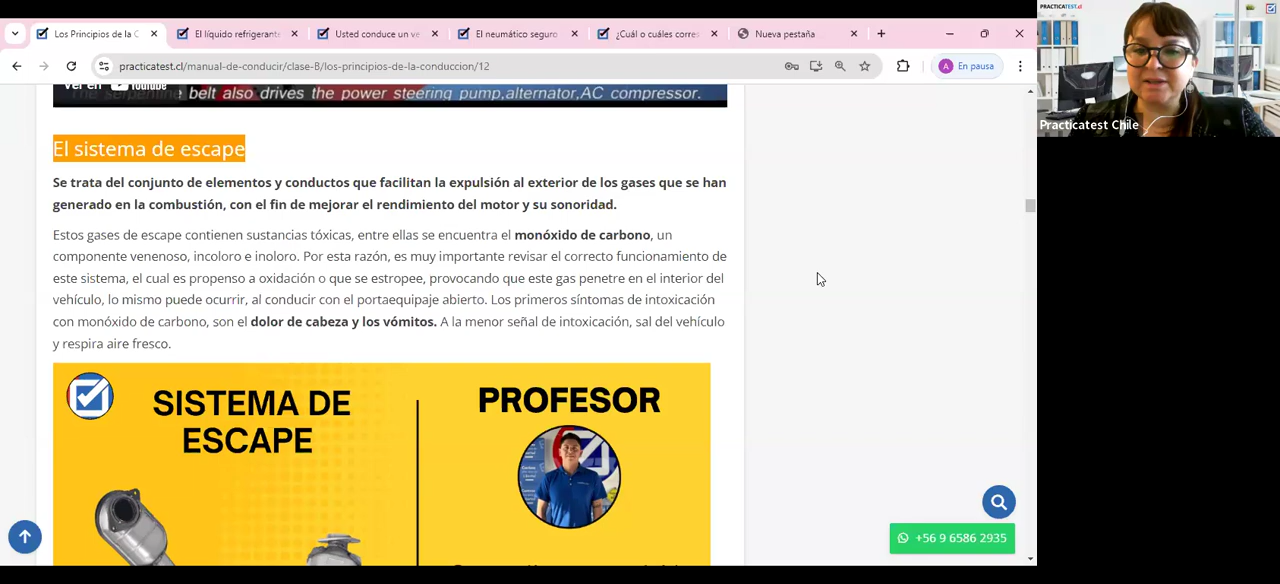 Los Principios de la C
El líquido refrigerante
Usted conduce un ve
El neumático seguro
¿Cuál o cuáles corres
Nueva pestaña
practicatest.cl/manual-de-conducir/clase-B/los-principios-de-la-conduccion/12
A
En pausa
PRACTICATEST.cl
Practicatest Chile
Ver en YouTube
The Serpentine belt also drives the power steering pump,alternator,AC compressor.
El sistema de escape
Se trata del conjunto de elementos y conductos que facilitan la expulsión al exterior de los gases que se han
generado en la combustión, con el fin de mejorar el rendimiento del motor y su sonoridad.
Estos gases de escape contienen sustancias tóxicas, entre ellas se encuentra el monóxido de carbono, un
componente venenoso, incoloro e inoloro. Por esta razón, es muy importante revisar el correcto funcionamiento de
este sistema, el cual es propenso a oxidación o que se estropee, provocando que este gas penetre en el interior del
vehículo, lo mismo puede ocurrir, al conducir con el portaequipaje abierto. Los primeros síntomas de intoxicación
con monóxido de carbono, son el dolor de cabeza y los vómitos. A la menor señal de intoxicación, sal del vehículo
y respira aire fresco.
SISTEMA DE
ESCAPE
PROFESOR
+56 9 6586 2935